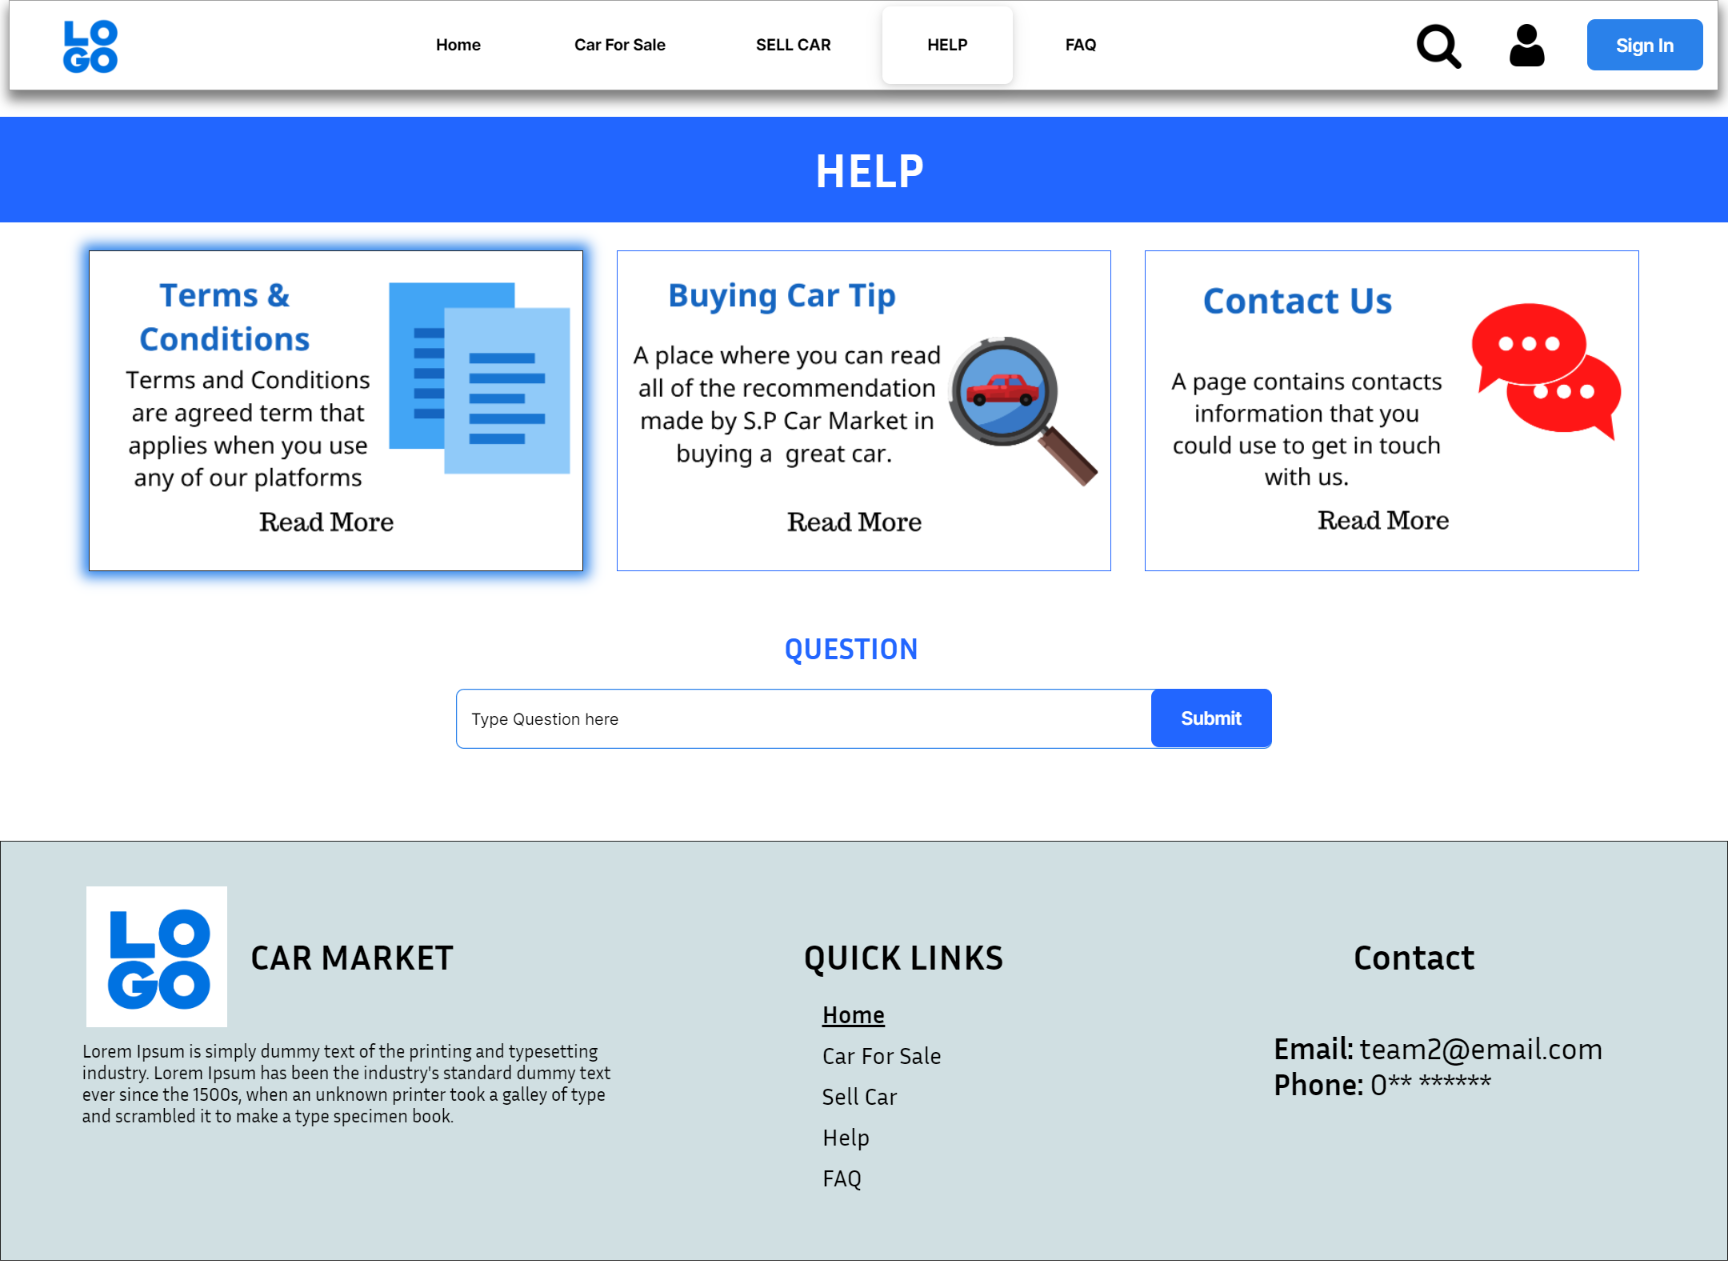 LO
GO
Home
Car For Sale
SELL CAR
HELP
FAQ
Sign In
HELP
Terms &
Conditions
Terms and Conditions
are agreed term that
applies when you use
any of our platforms
Read More
Buying Car Tip
A place where you can read
all of the recommendation
made by S.P Car Market in
buying a  great car.
Read More
Contact Us
A page contains contacts
information that you
could use to get in touch
with us.
Read More
QUESTION
Type Question here
Submit
LO
GO
CAR MARKET
Lorem Ipsum is simply dummy text of the printing and typesetting
industry. Lorem Ipsum has been the industry's standard dummy text
ever since the 1500s, when an unknown printer took a galley of type
and scrambled it to make a type specimen book.
QUICK LINKS
Home
Car For Sale
Sell Car
Help
FAQ
Contact
Email: team2@email.com
Phone: 0** ******